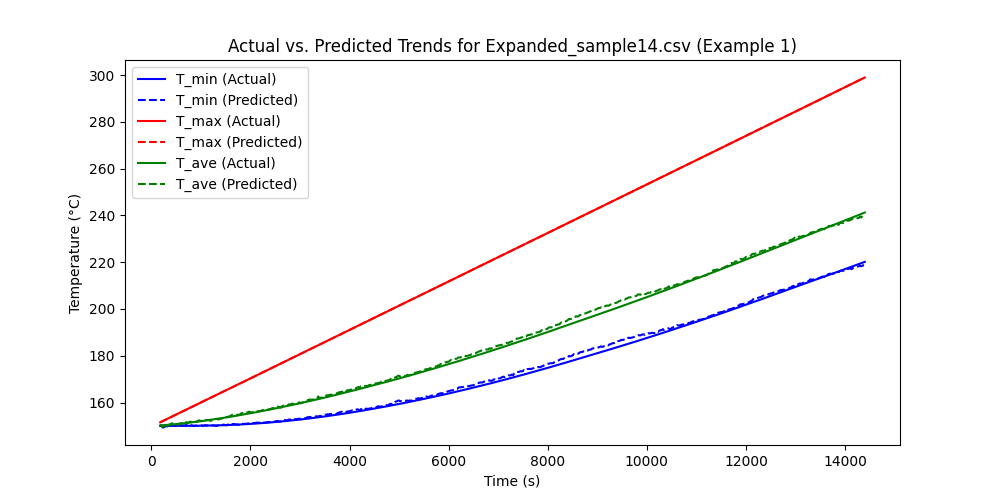 Actual vs. Predicted Trends for Expanded_sample14.csv (Example 1)
T_min (Actual)
T_min (Predicted)
T_max (Actual)
T_max (Predicted)
T_ave (Actual)
T_ave (Predicted)
Temperature (°C)
300
280
260
240
220
200
180
160
0 2000 4000 6000 8000 10000 12000 14000
Time (s)